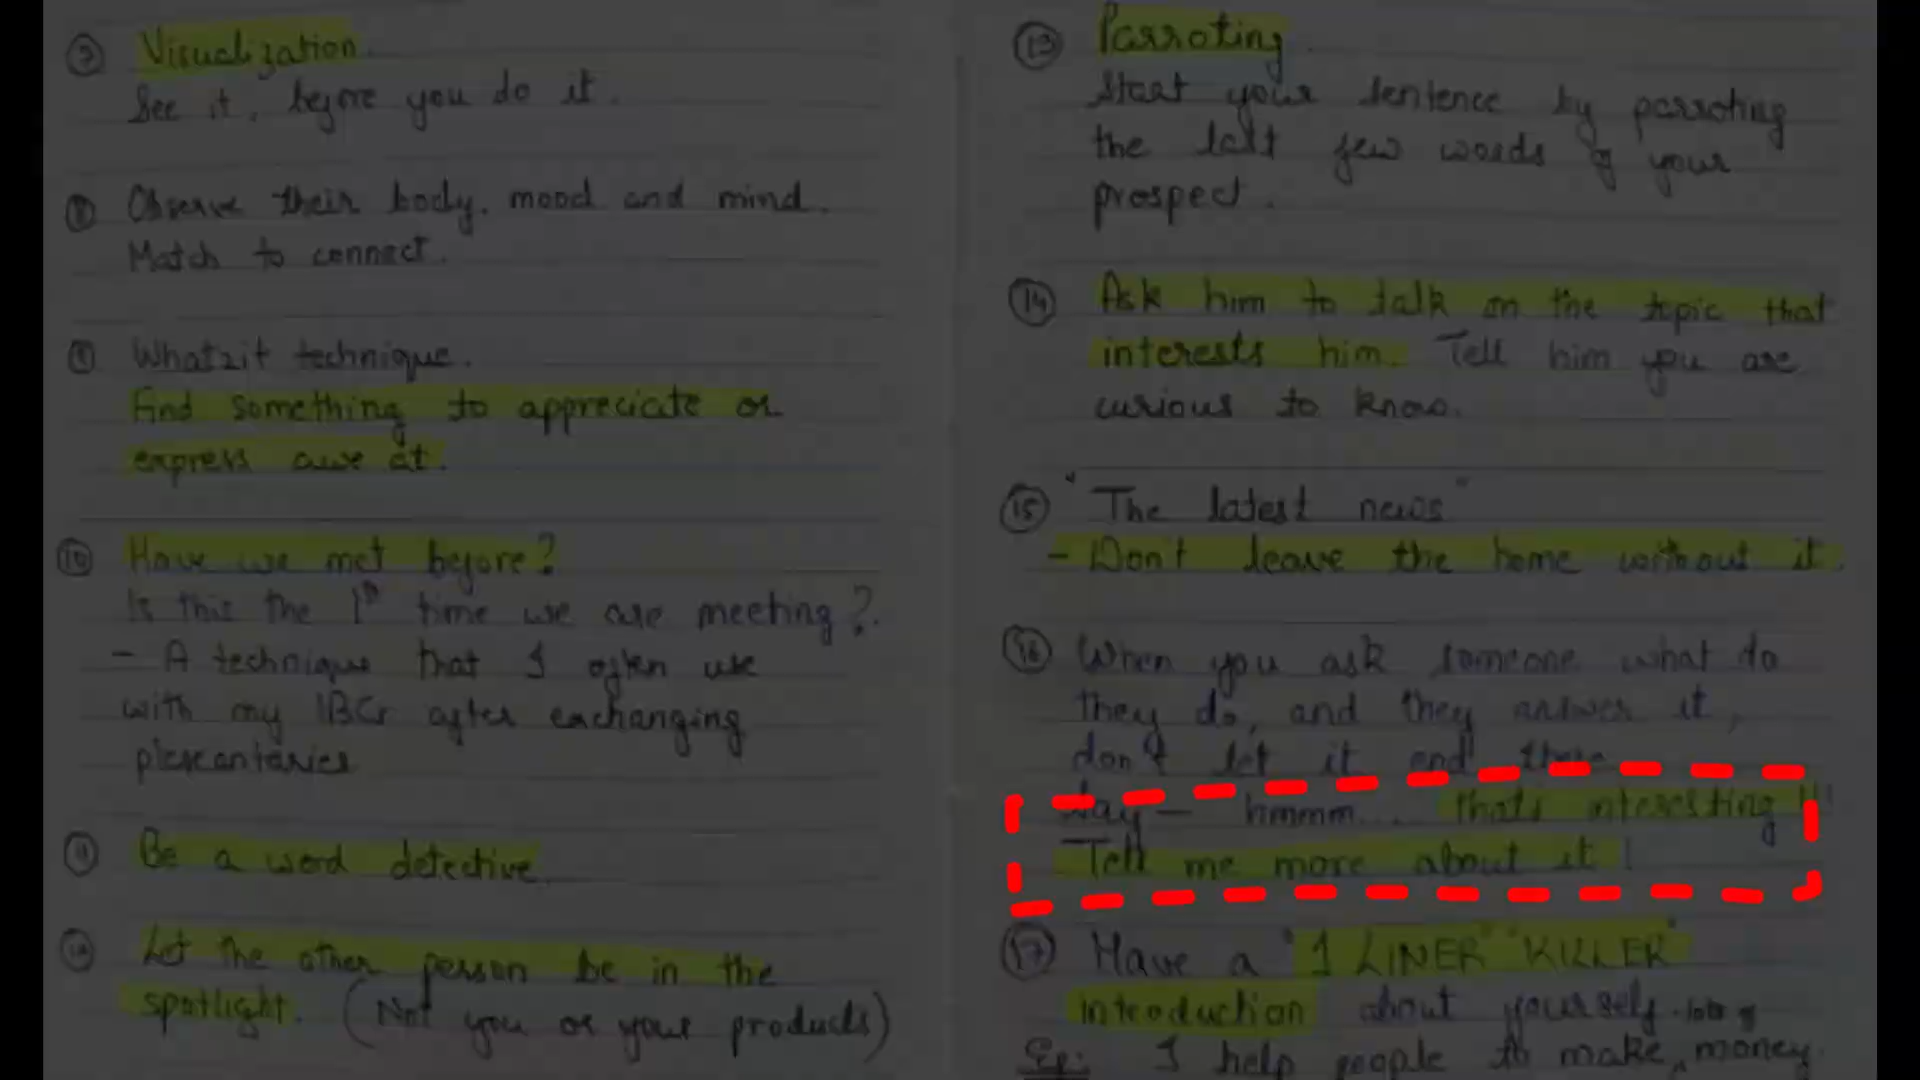 ⑦ Visualization.
See it, before you do it.
⑧ Observe their body, mood and mind.
Match to connect.
⑨ Whatzit technique.
Find something to appreciate or
express awe at.
⑩ Have we met before?
Is this the 1st time we are meeting?
- A technique that I often use
with my IBCs after exchanging
plescantaries
⑪ Be a word detective.
⑫ Let the other person be in the
spotlight. (Not you or your products)
⑬ Parroting.
Start your sentence by parroting
the last few words of your
prospect.
⑭ Ask him to talk on the topic that
interests him. Tell him you are
curious to know.
⑮ "The latest news"
- Don't leave the home without it.
⑯ When you ask someone what do
they do, and they answer it,
don't let it end there
Say - hmmm... thats interesting!!!
Tell me more about it!
⑰ Have a "1 LINER" "KILLER"
introduction about yourself.
Eg: I help people to make lots of money.